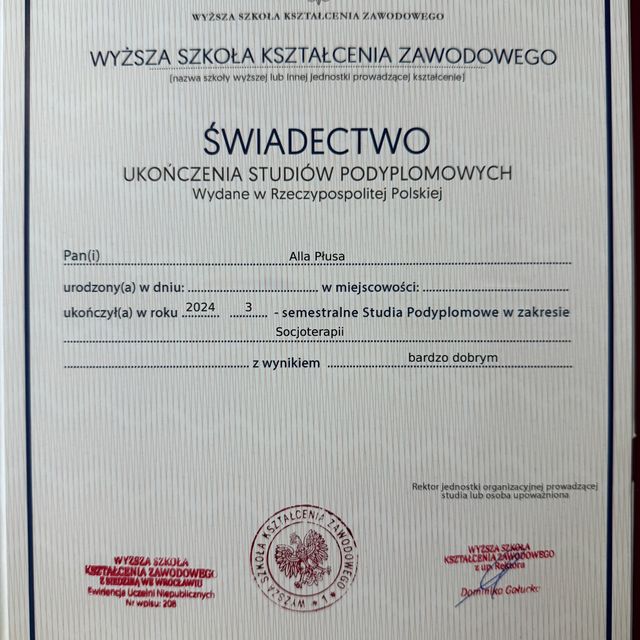 WYŻSZA SZKOŁA KSZTAŁCENIA ZAWODOWEGO
WYŻSZA SZKOŁA KSZTAŁCENIA ZAWODOWEGO
[nazwa szkoły wyższej lub innej jednostki prowadzącej kształcenie]
ŚWIADECTWO
UKOŃCZENIA STUDIÓW PODYPLOMOWYCH
Wydane w Rzeczypospolitej Polskiej
Pan(i) Alla Płusa
urodzony(a) w dniu: w miejscowości:
ukończył(a) w roku 2024 3 - semestralne Studia Podyplomowe w zakresie
Socjoterapii
z wynikiem bardzo dobrym
Rektor jednostki organizacyjnej prowadzącej
studia lub osoba upoważniona
WYŻSZA SZKOŁA
KSZTAŁCENIA ZAWODOWEGO
Z SIEDZIBĄ WE WROCŁAWIU
Ewidencja Uczelni Niepublicznych
Nr wpisu: 208
WYŻSZA SZKOŁA KSZTAŁCENIA ZAWODOWEGO
* 1 *
WYŻSZA SZKOŁA
KSZTAŁCENIA ZAWODOWEGO
z up. Rektora
Dominika